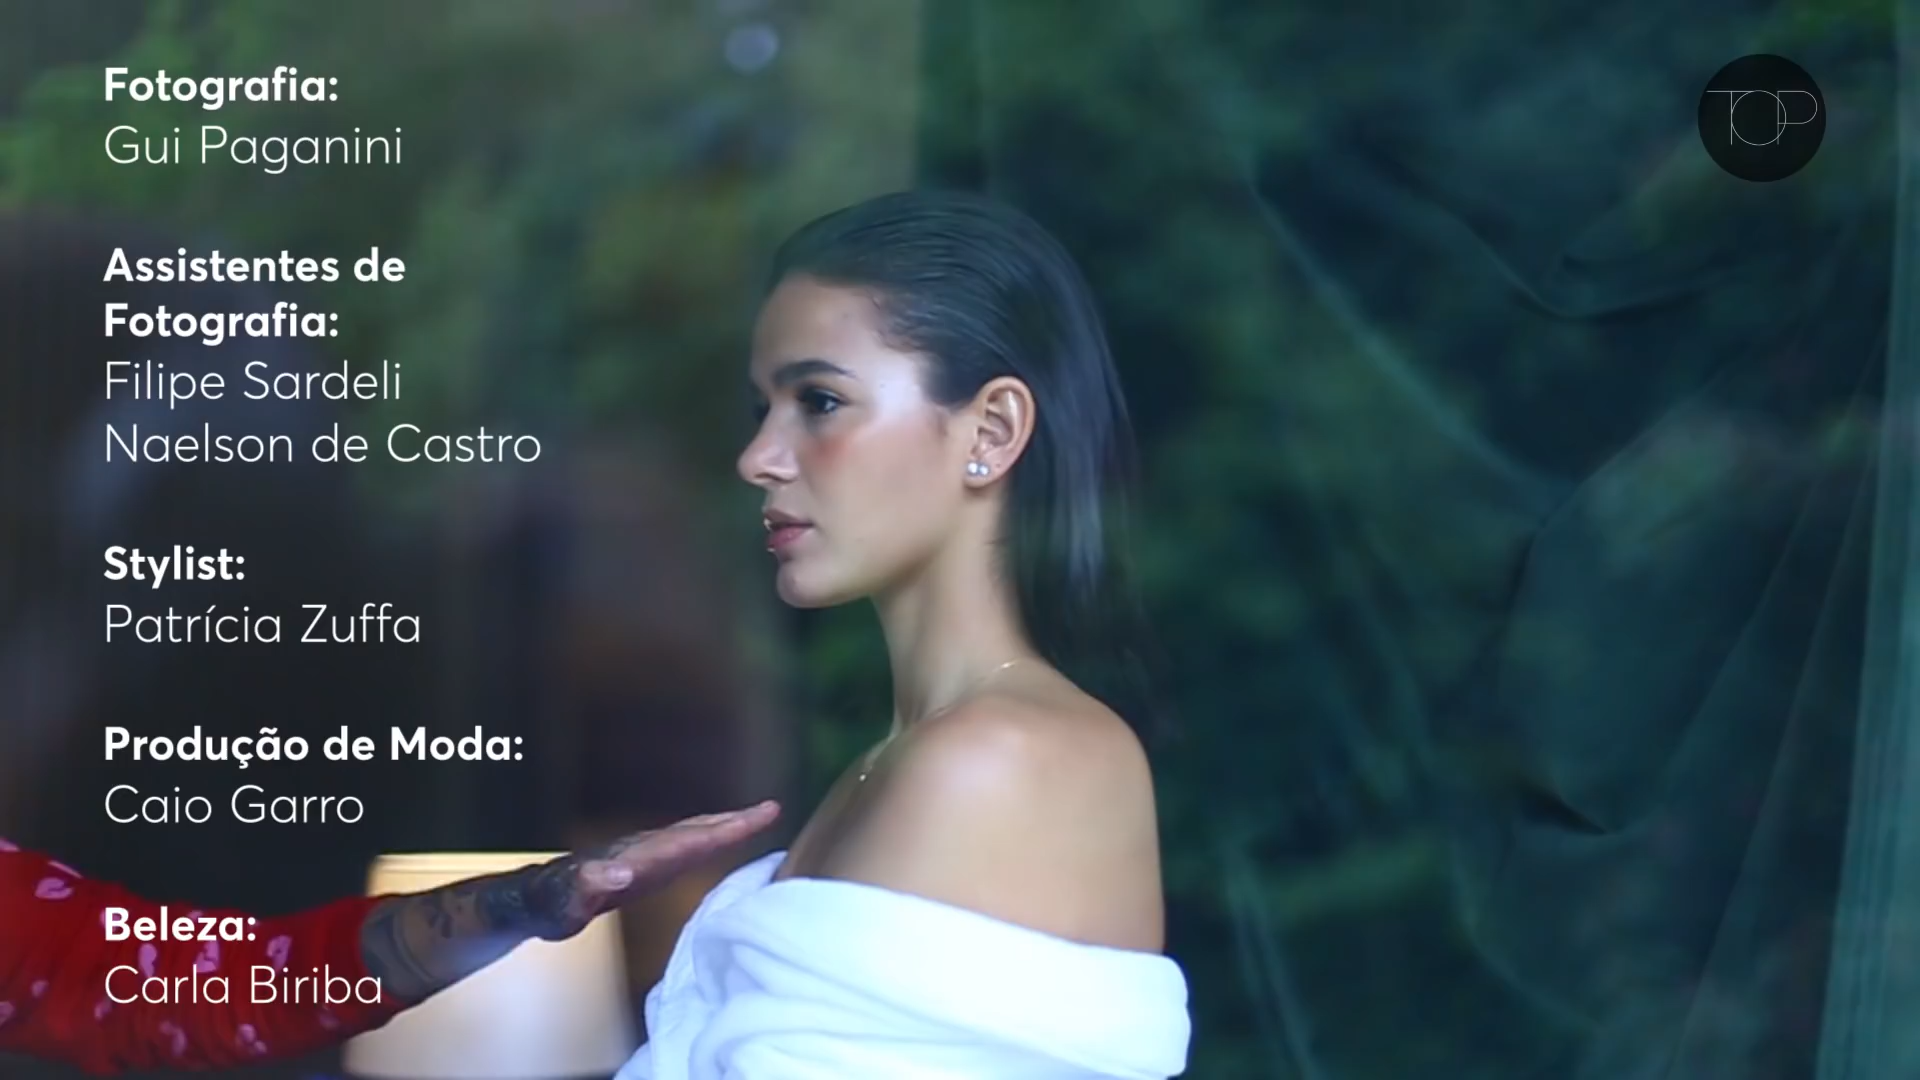 Fotografia:
Gui Paganini
Assistentes de
Fotografia:
Filipe Sardeli
Naelson de Castro
Stylist:
Patrícia Zuffa
Produção de Moda:
Caio Garro
Beleza:
Carla Biriba
TOP